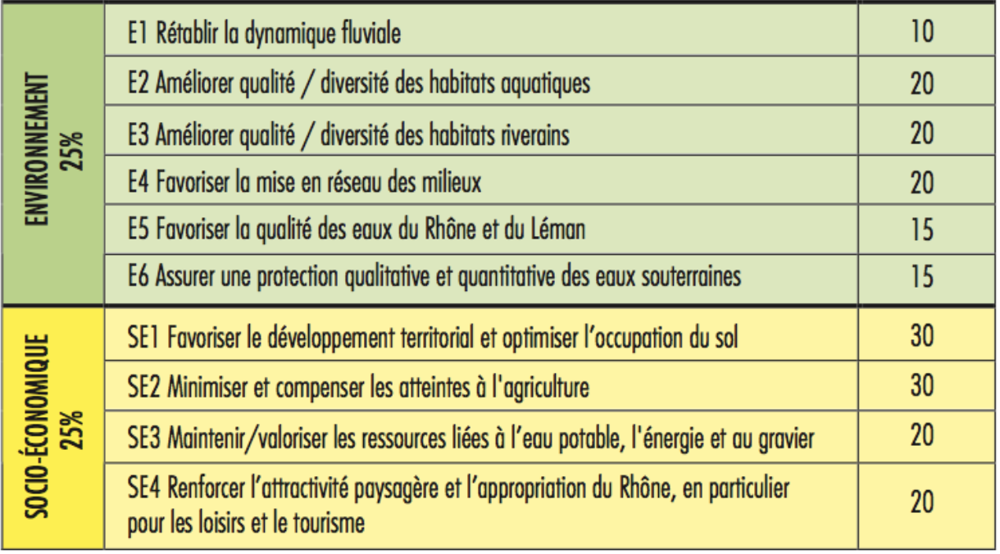 ENVIRONNEMENT
25%
E1 Rétablir la dynamique fluviale 10
E2 Améliorer qualité / diversité des habitats aquatiques 20
E3 Améliorer qualité / diversité des habitats riverains 20
E4 Favoriser la mise en réseau des milieux 20
E5 Favoriser la qualité des eaux du Rhône et du Léman 15
E6 Assurer une protection qualitative et quantitative des eaux souterraines 15
SOCIO-ÉCONOMIQUE
25%
SE1 Favoriser le développement territorial et optimiser l’occupation du sol 30
SE2 Minimiser et compenser les atteintes à l'agriculture 30
SE3 Maintenir/valoriser les ressources liées à l’eau potable, l'énergie et au gravier 20
SE4 Renforcer l’attractivité paysagère et l’appropriation du Rhône, en particulier
pour les loisirs et le tourisme 20